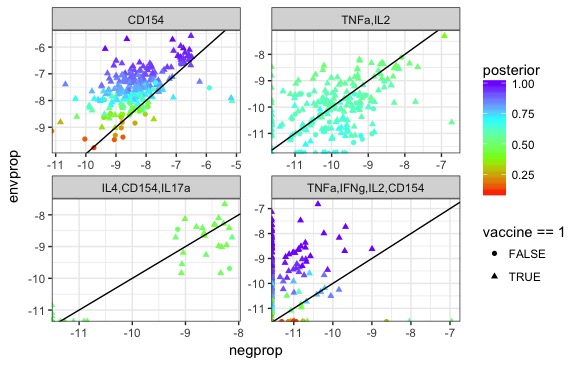 CD154
TNFa,IL2
-6
-7
-8
-9
-8
-9
-10
-11
-11 -10 -9 -8 -7 -6 -5
-11 -10 -9 -8 -7
IL4,CD154,IL17a
TNFa,IFNg,IL2,CD154
-8
-9
-10
-11
-7
-8
-9
-10
-11
-11 -10 -9 -8
-11 -10 -9 -8 -7
envprop
negprop
posterior
1.00
0.75
0.50
0.25
vaccine == 1
FALSE
TRUE